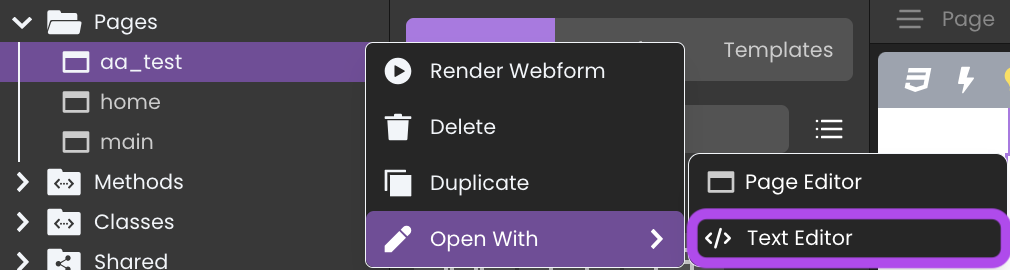 Pages
aa_test
home
main
Methods
Classes
Shared
Render Webform
Delete
Duplicate
Open With
Templates
Page
Page Editor
Text Editor